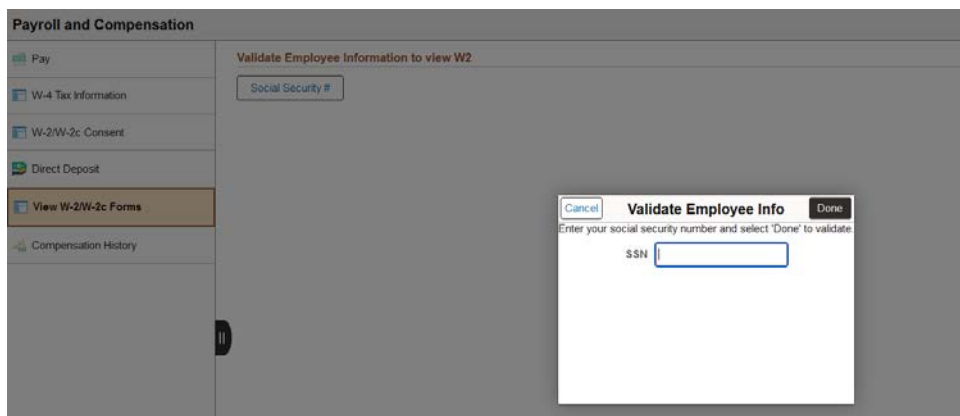 Payroll and Compensation
Pay
W-4 Tax Information
W-2/W-2c Consent
Direct Deposit
View W-2/W-2c Forms
Compensation History
Validate Employee Information to view W2
Social Security #
Cancel Validate Employee Info Done
Enter your social security number and select 'Done' to validate.
SSN